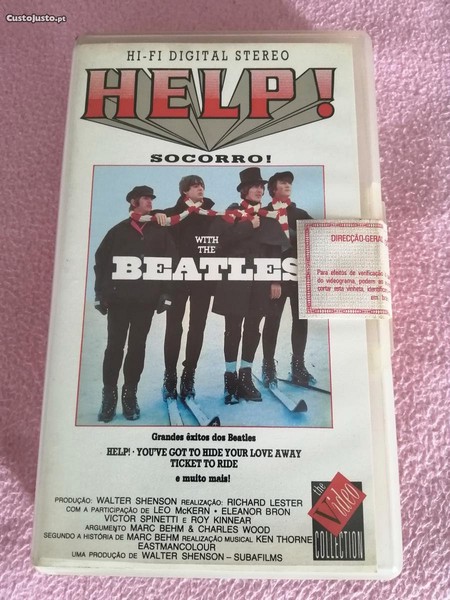 CustoJusto.pt
HI-FI DIGITAL STEREO
HELP!
SOCORRO!
WITH
THE
BEATLES
DIRECÇÃO-GERAL
Para efeitos de verificação
do videograma, podem
cortar esta vinheta,
em
Grandes êxitos dos Beatles
HELP! · YOU'VE GOT TO HIDE YOUR LOVE AWAY
TICKET TO RIDE
e muito mais!
PRODUÇÃO: WALTER SHENSON REALIZAÇÃO: RICHARD LESTER
COM A PARTICIPAÇÃO DE LEO McKERN · ELEANOR BRON
VICTOR SPINETTI E ROY KINNEAR
ARGUMENTO MARC BEHM & CHARLES WOOD
SEGUNDO A HISTÓRIA DE MARC BEHM REALIZAÇÃO MUSICAL KEN THORNE
EASTMANCOLOUR
UMA PRODUÇÃO DE WALTER SHENSON – SUBAFILMS
the
Video
COLLECTION